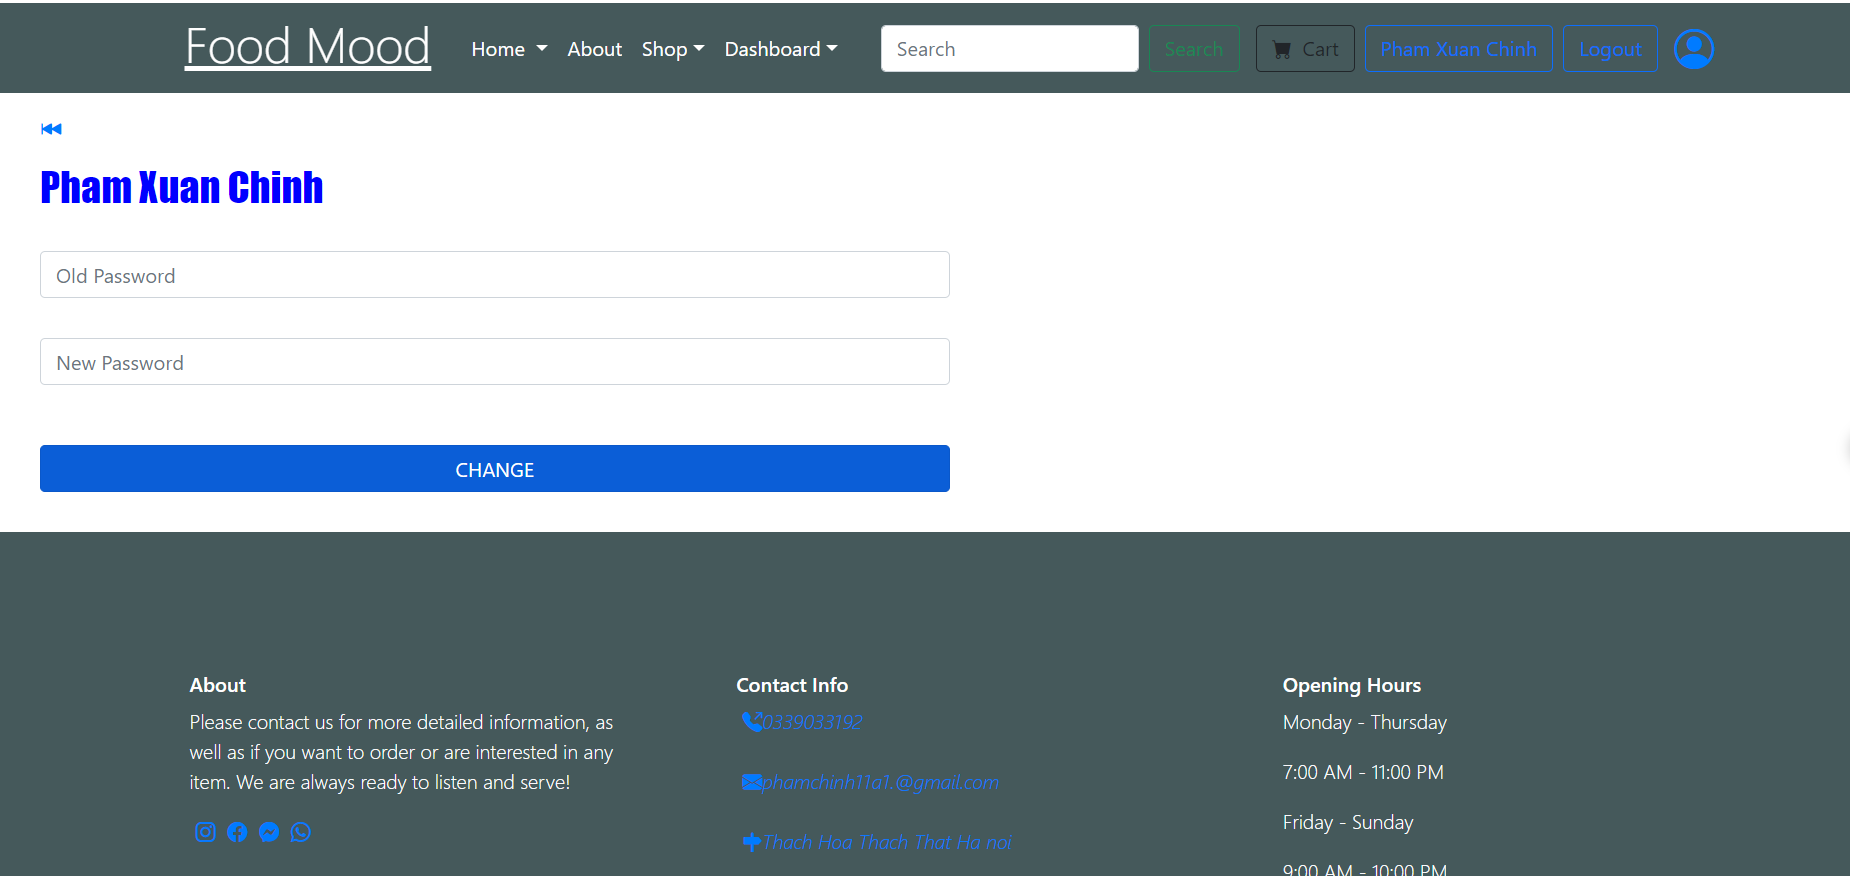 Food Mood
Home
About
Shop
Dashboard
Search
Search
Cart
Pham Xuan Chinh
Logout
Pham Xuan Chinh
Old Password
New Password
CHANGE
About
Please contact us for more detailed information, as
well as if you want to order or are interested in any
item. We are always ready to listen and serve!
Contact Info
0339033192
phamchinh11a1.@gmail.com
Thach Hoa Thach That Ha noi
Opening Hours
Monday - Thursday
7:00 AM - 11:00 PM
Friday - Sunday
9:00 AM - 10:00 PM